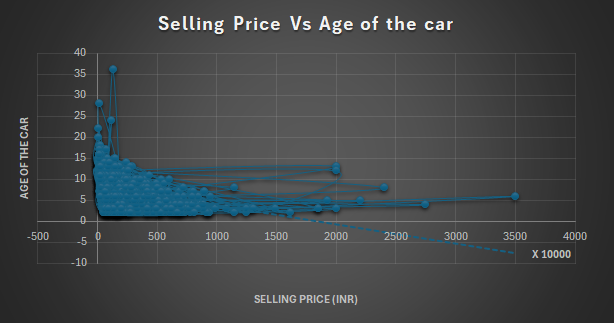 Selling Price Vs Age of the car
40
35
30
25
20
15
10
5
0
-5
-10
-500 0 500 1000 1500 2000 2500 3000 3500 4000
X 10000
AGE OF THE CAR
SELLING PRICE (INR)